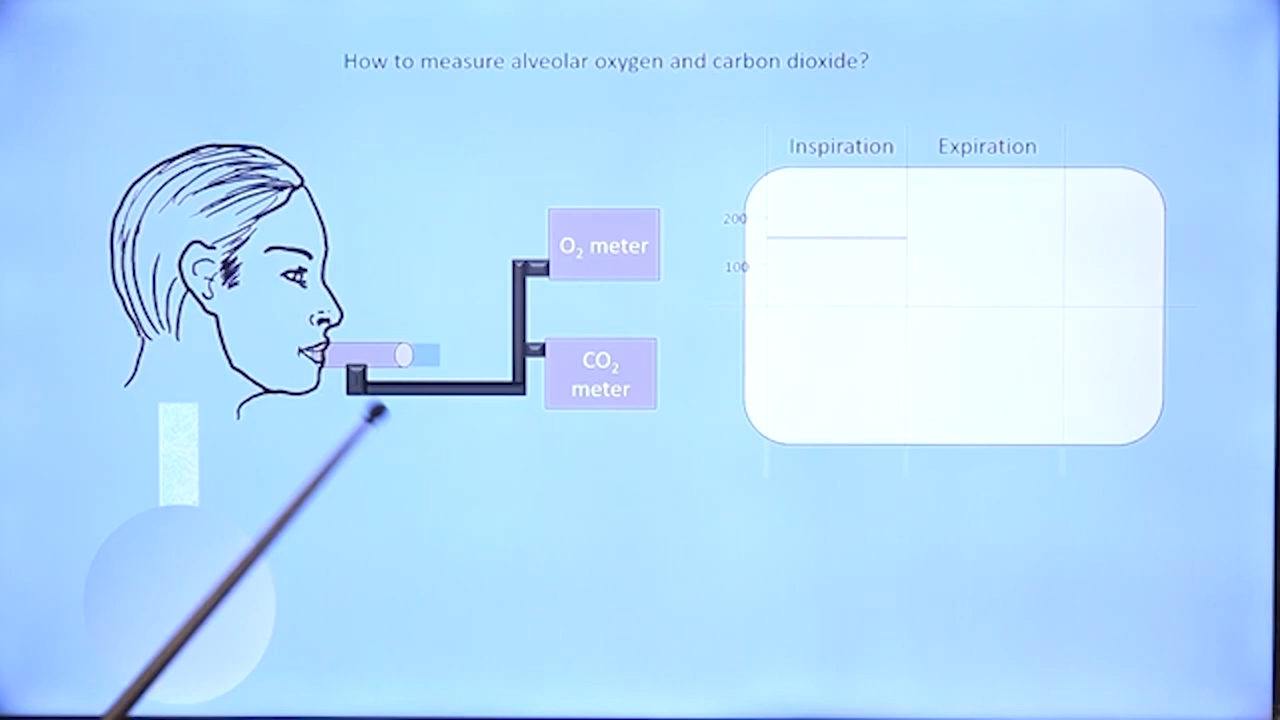 How to measure alveolar oxygen and carbon dioxide?
Inspiration
Expiration
O₂ meter
200
100
CO₂
meter